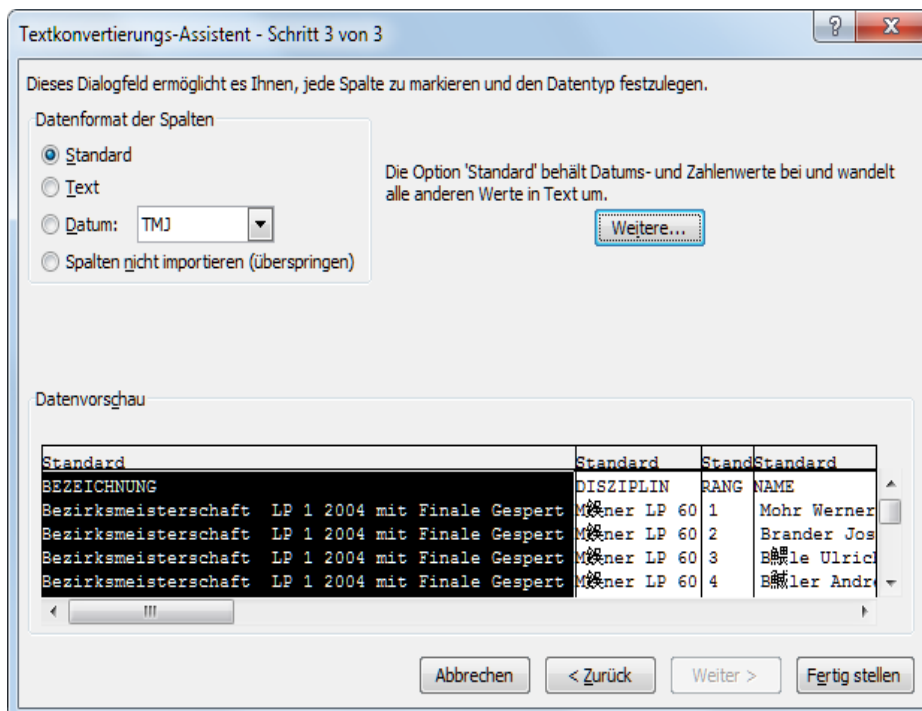 Textkonvertierungs-Assistent - Schritt 3 von 3
Dieses Dialogfeld ermöglicht es Ihnen, jede Spalte zu markieren und den Datentyp festzulegen.
Datenformat der Spalten
Standard
Text
Datum: TMJ
Spalten nicht importieren (überspringen)
Die Option 'Standard' behält Datums- und Zahlenwerte bei und wandelt
alle anderen Werte in Text um.
Weitere...
Datenvorschau
Standard Standard Stand Standard
BEZEICHNUNG DISZIPLIN RANG NAME
Bezirksmeisterschaft LP 1 2004 mit Finale Gespert LP 60 1 Mohr Werner
Bezirksmeisterschaft LP 1 2004 mit Finale Gespert LP 60 2 Brander Jos
Bezirksmeisterschaft LP 1 2004 mit Finale Gespert LP 60 3
Bezirksmeisterschaft LP 1 2004 mit Finale Gespert LP 60 4
Abbrechen < Zurück Weiter > Fertig stellen